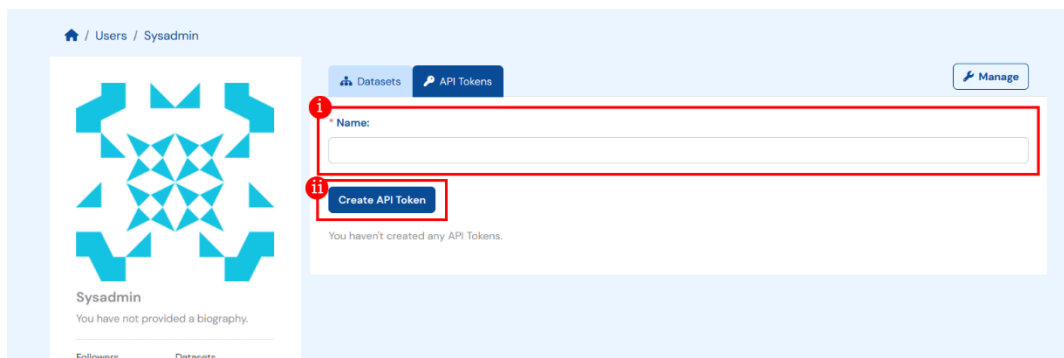 / Users / Sysadmin
Datasets
API Tokens
Manage
i
* Name:
ii
Create API Token
You haven't created any API Tokens.
Sysadmin
You have not provided a biography.
Followers Datasets